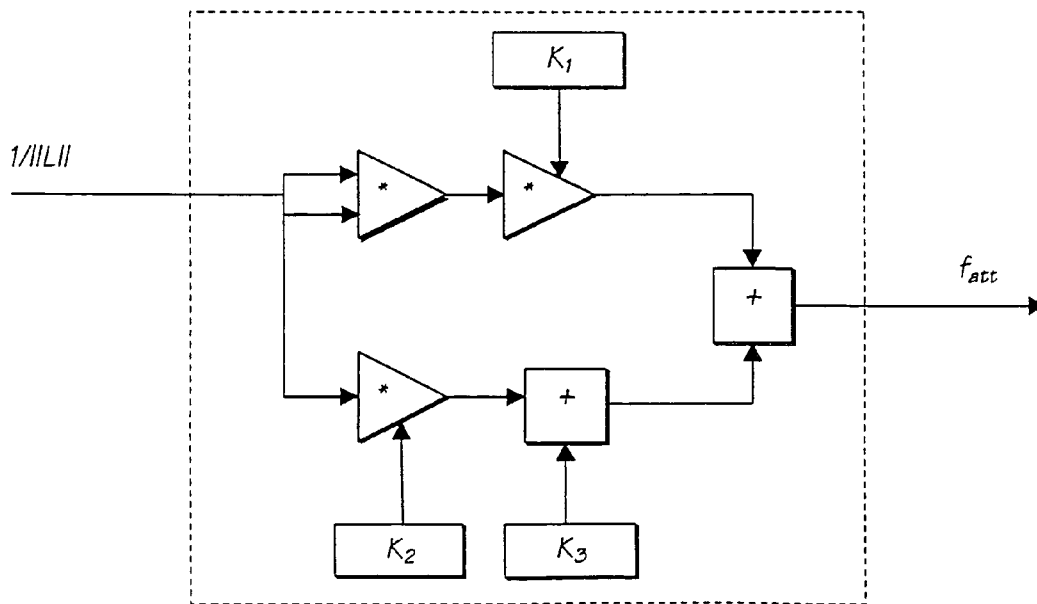 K₁
1/||L||
*
*
+
f_att
*
+
K₂
K₃